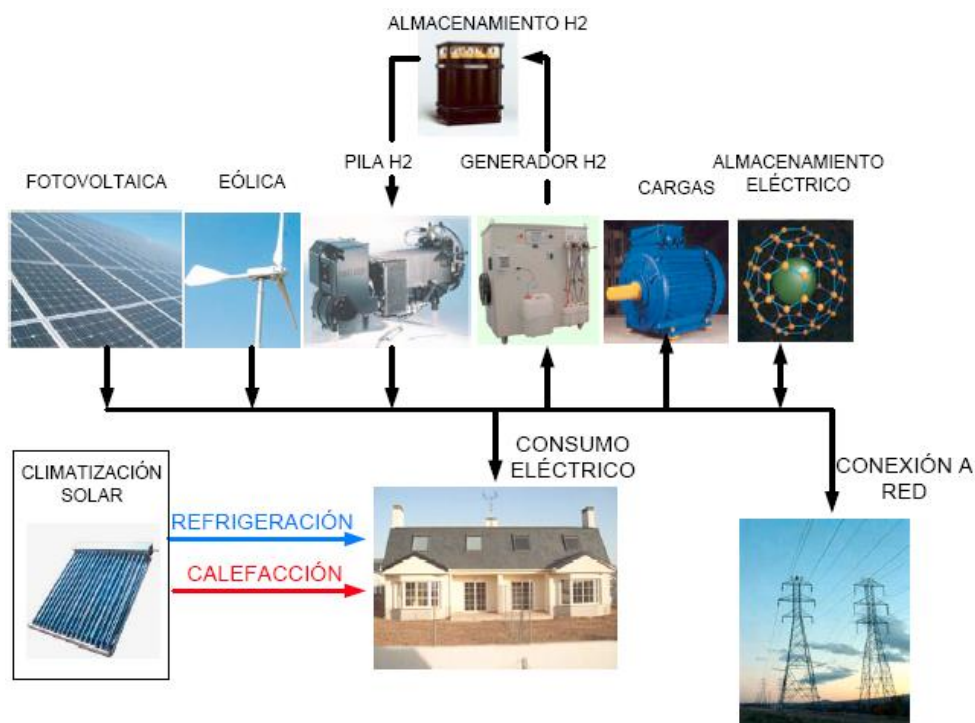 ALMACENAMIENTO H2
PILA H2
GENERADOR H2
ALMACENAMIENTO
ELÉCTRICO
FOTOVOLTAICA
EÓLICA
CARGAS
CONSUMO
ELÉCTRICO
CONEXIÓN A
RED
CLIMATIZACIÓN
SOLAR
REFRIGERACIÓN
CALEFACCIÓN